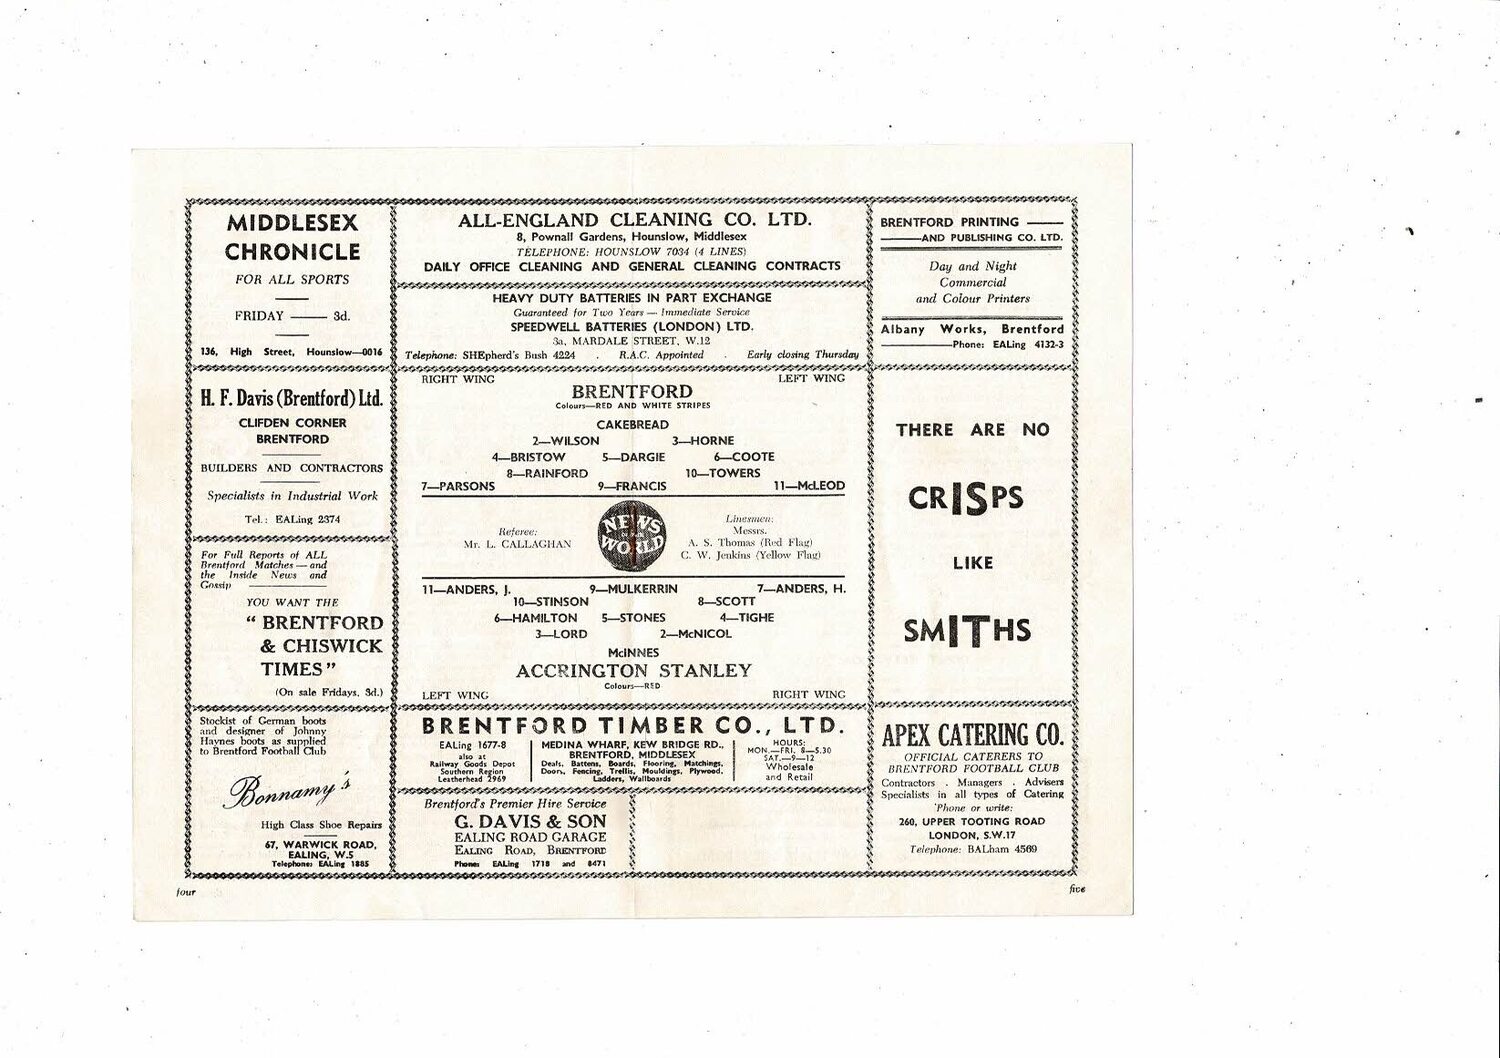 MIDDLESEX
CHRONICLE
FOR ALL SPORTS
FRIDAY —— 3d.
136, High Street, Hounslow—0016
H. F. Davis (Brentford) Ltd.
CLIFDEN CORNER
BRENTFORD
BUILDERS AND CONTRACTORS
Specialists in Industrial Work
Tel.: EALing 2374
For Full Reports of ALL
Brentford Matches — and
the Inside News and
Gossip
YOU WANT THE
“ BRENTFORD
& CHISWICK
TIMES ”
(On sale Fridays, 3d.)
Stockist of German boots
and designer of Johnny
Haynes boots as supplied
to Brentford Football Club
Bonnamy's
High Class Shoe Repairs
67, WARWICK ROAD,
EALING, W.5
Telephone: EALing 1885
ALL-ENGLAND CLEANING CO. LTD.
8, Pownall Gardens, Hounslow, Middlesex
TELEPHONE: HOUNSLOW 7034 (4 LINES)
DAILY OFFICE CLEANING AND GENERAL CLEANING CONTRACTS
HEAVY DUTY BATTERIES IN PART EXCHANGE
Guaranteed for Two Years — Immediate Service
SPEEDWELL BATTERIES (LONDON) LTD.
3a, MARDALE STREET, W.12
Telephone: SHEpherd's Bush 4224 . R.A.C. Appointed . Early closing Thursday
RIGHT WING LEFT WING
BRENTFORD
Colours—RED AND WHITE STRIPES
CAKEBREAD
2—WILSON 3—HORNE
4—BRISTOW 5—DARGIE 6—COOTE
8—RAINFORD 10—TOWERS
7—PARSONS 9—FRANCIS 11—McLEOD
Referee:
Mr. L. CALLAGHAN
NEWS
OF THE
WORLD
Linesmen:
Messrs.
A. S. Thomas (Red Flag)
C. W. Jenkins (Yellow Flag)
11—ANDERS, J. 9—MULKERRIN 7—ANDERS, H.
10—STINSON 8—SCOTT
6—HAMILTON 5—STONES 4—TIGHE
3—LORD 2—McNICOL
McINNES
ACCRINGTON STANLEY
Colours—RED
LEFT WING RIGHT WING
BRENTFORD TIMBER CO., LTD.
EALing 1677-8
also at
Railway Goods Depot
Southern Region
Leatherhead 2969
MEDINA WHARF, KEW BRIDGE RD.,
BRENTFORD, MIDDLESEX
Deals, Battens, Boards, Flooring, Matchings,
Doors, Fencing, Trellis, Mouldings, Plywood,
Ladders, Wallboards
HOURS:
MON.—FRI. 8—5.30
SAT.—9—12
Wholesale
and Retail
Brentford's Premier Hire Service
G. DAVIS & SON
EALING ROAD GARAGE
EALING ROAD, BRENTFORD
Phones EALing 1718 and 8471
BRENTFORD PRINTING ——
——AND PUBLISHING CO. LTD.
Day and Night
Commercial
and Colour Printers
Albany Works, Brentford
——Phone: EALing 4132-3
THERE ARE NO
CRISPS
LIKE
SMITHS
APEX CATERING CO.
OFFICIAL CATERERS TO
BRENTFORD FOOTBALL CLUB
Contractors . Managers . Advisers
Specialists in all types of Catering
'Phone or write:
260, UPPER TOOTING ROAD
LONDON, S.W.17
Telephone: BALham 4569
four
five